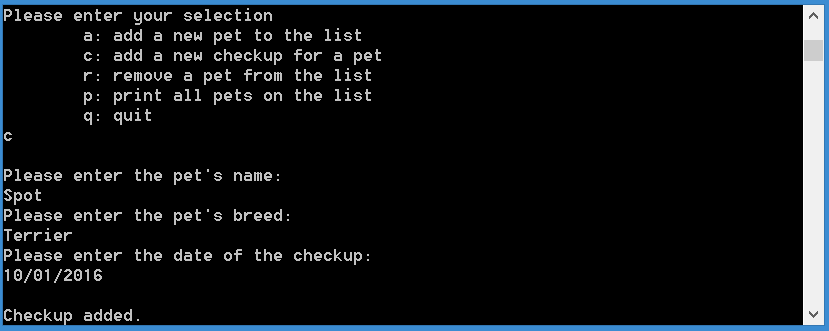 Please enter your selection
a: add a new pet to the list
c: add a new checkup for a pet
r: remove a pet from the list
p: print all pets on the list
q: quit
c
Please enter the pet's name:
Spot
Please enter the pet's breed:
Terrier
Please enter the date of the checkup:
10/01/2016
Checkup added.